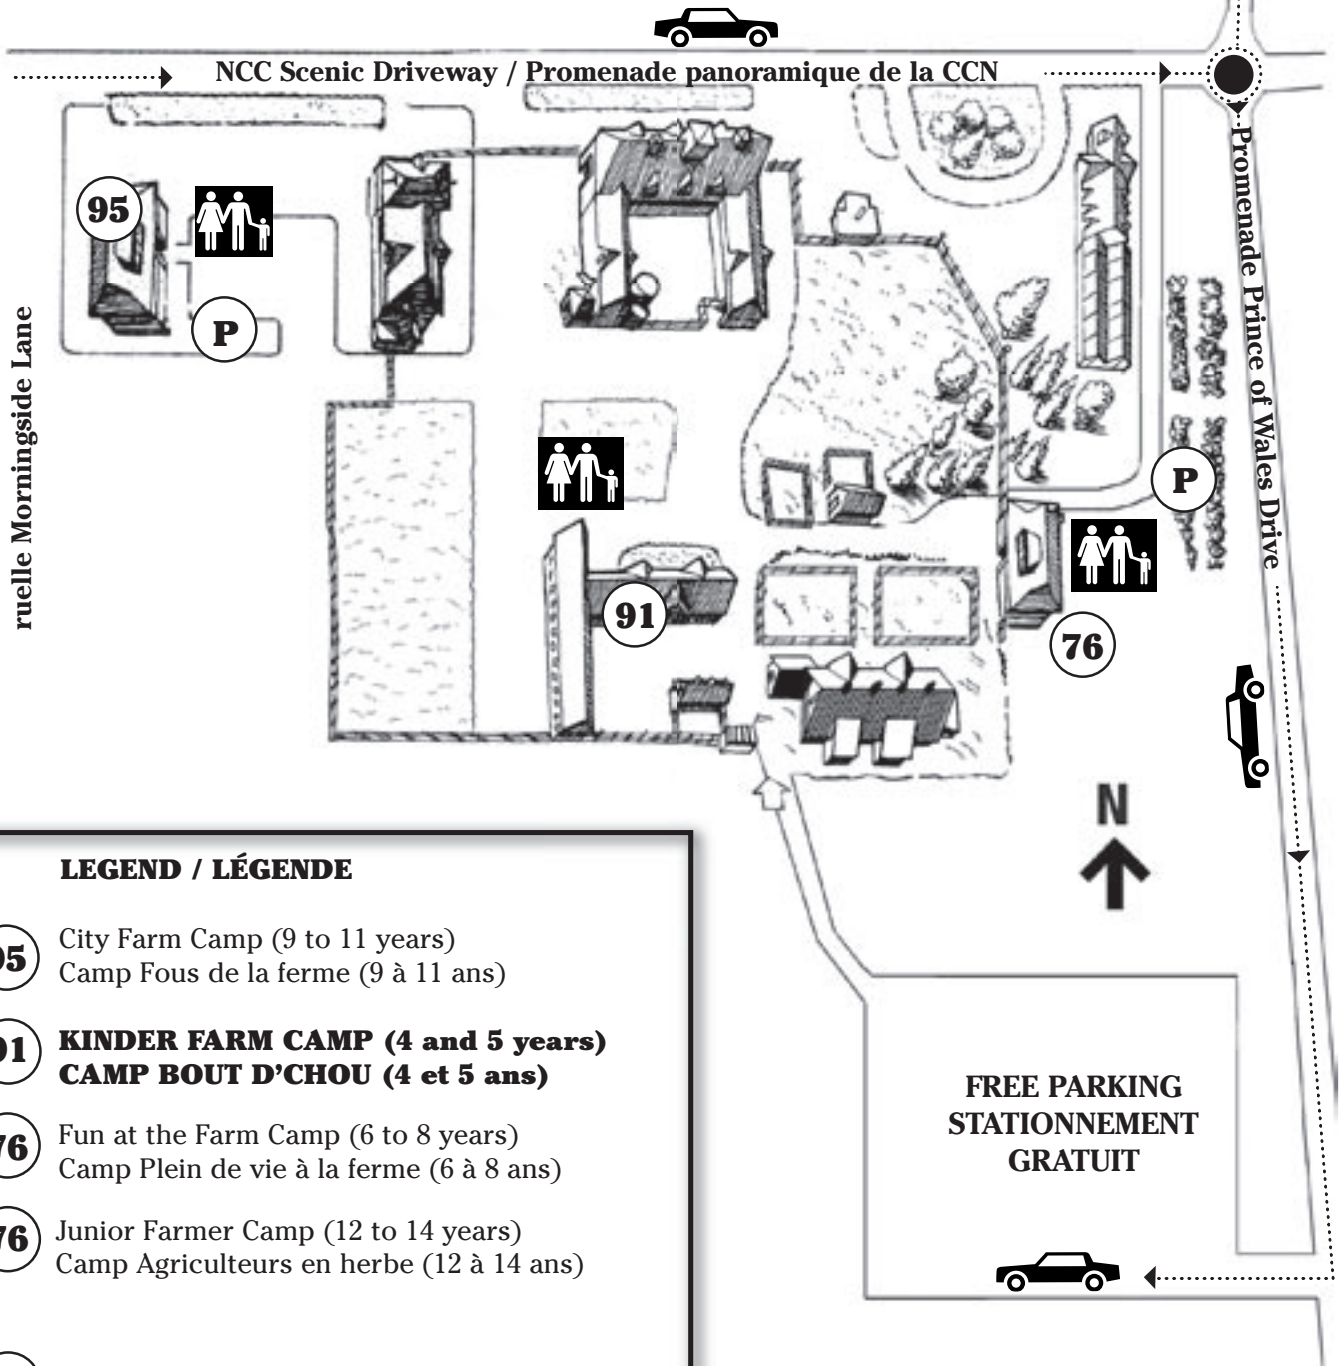 NCC Scenic Driveway / Promenade panoramique de la CCN
Promenade Prince of Wales Drive
95
P
ruelle Morningside Lane
P
91
76
N
LEGEND / LÉGENDE
95
City Farm Camp (9 to 11 years)
Camp Fous de la ferme (9 à 11 ans)
91
KINDER FARM CAMP (4 and 5 years)
CAMP BOUT D'CHOU (4 et 5 ans)
76
Fun at the Farm Camp (6 to 8 years)
Camp Plein de vie à la ferme (6 à 8 ans)
76
Junior Farmer Camp (12 to 14 years)
Camp Agriculteurs en herbe (12 à 14 ans)
FREE PARKING
STATIONNEMENT
GRATUIT